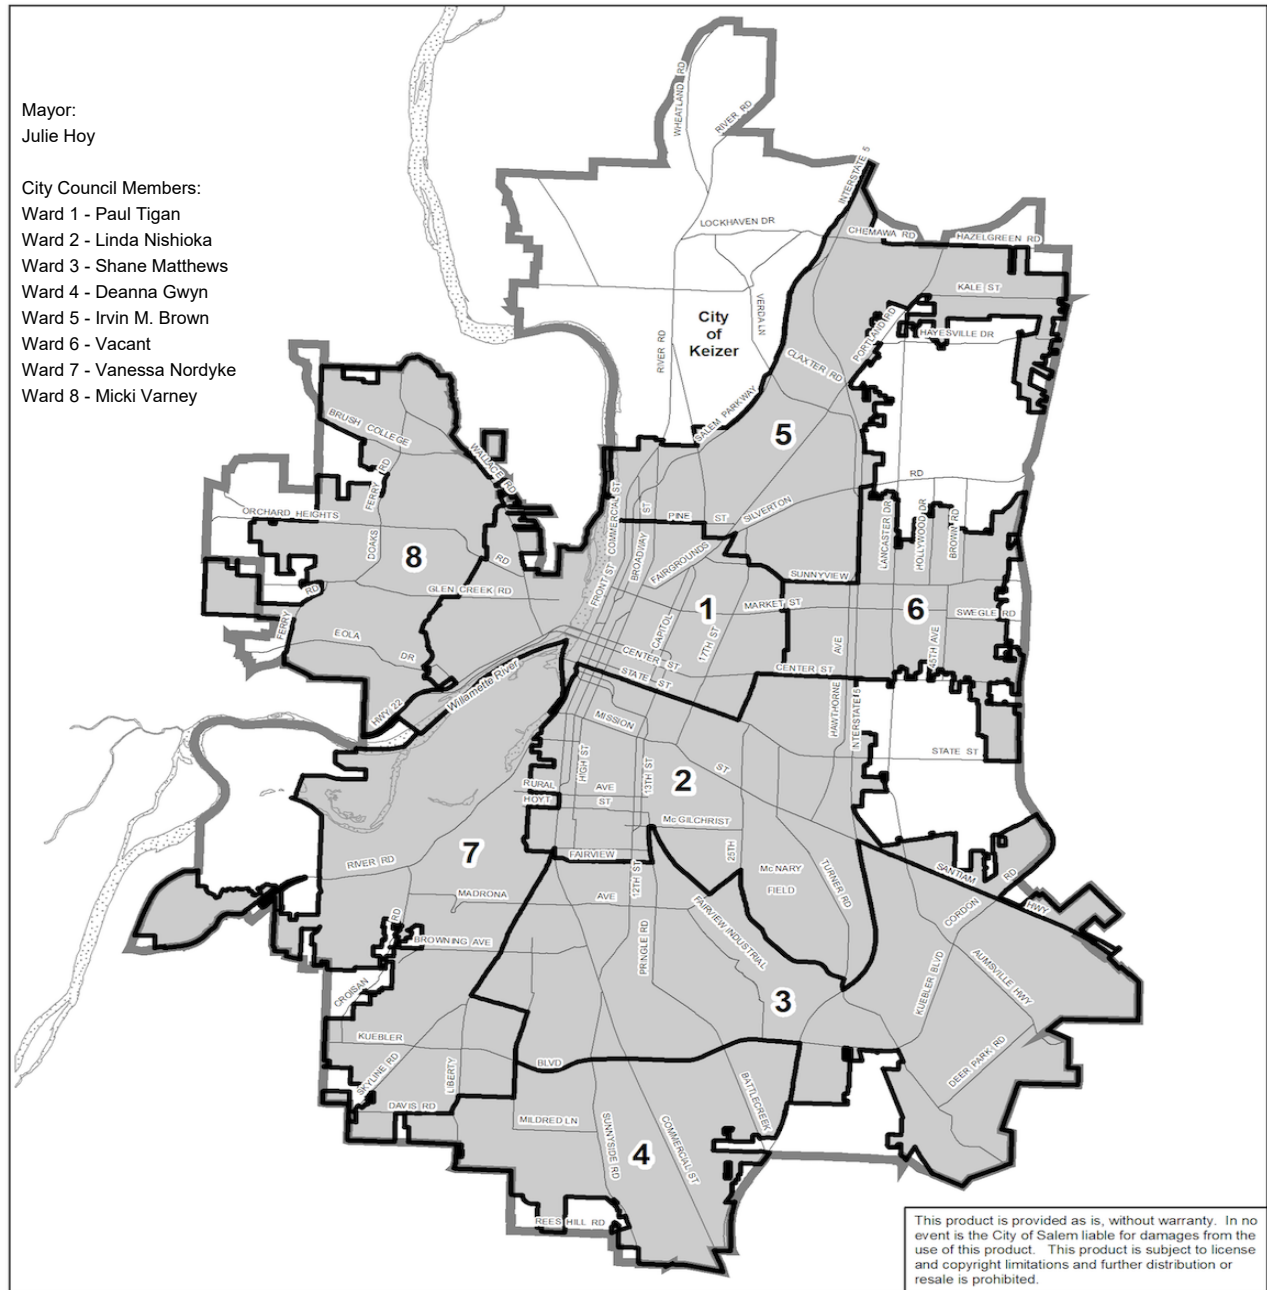 Mayor:
Julie Hoy
City Council Members:
Ward 1 - Paul Tigan
Ward 2 - Linda Nishioka
Ward 3 - Shane Matthews
Ward 4 - Deanna Gwyn
Ward 5 - Irvin M. Brown
Ward 6 - Vacant
Ward 7 - Vanessa Nordyke
Ward 8 - Micki Varney
WHEATLAND RD
RIVER RD
INTERSTATE 5
LOCKHAVEN DR
CHEMAWA RD
HAZELGREEN RD
KALE ST
VERDA LN
City
of
Keizer
RIVER RD
PORTLAND RD
HAYESVILLE DR
CLAXTER RD
SALEM PARKWAY
5
BRUSH COLLEGE
RD
WALLACE RD
FERRY
RD
ORCHARD HEIGHTS
DOAKS
8
RD
COMMERCIAL ST
BROADWAY ST
PINE ST
SILVERTON
LANCASTER DR
HOLLYWOOD DR
BROWN RD
FRONT ST
FAIRGROUNDS
SUNNYVIEW
GLEN CREEK RD
RD
FERRY
1
MARKET ST
6
SWEGLE RD
EOLA
DR
CAPITOL
17TH ST
AVE
45TH AVE
CENTER ST
STATE ST
CENTER ST
HWY 22
Willamette River
HAWTHORNE
INTERSTATE 5
MISSION
ST
STATE ST
HIGH ST
13TH ST
2
RURAL AVE
HOYT ST
McGILCHRIST
7
RIVER RD
FAIRVIEW
25TH
McNARY
FIELD
TURNER RD
SANTIAM
HWY
RD
CORDON
12TH ST
MADRONA AVE
RD
BROWNING AVE
PRINGLE RD
FAIRVIEW INDUSTRIAL
CROISAN
3
KUEBLER BLVD
AUMSVILLE HWY
KUEBLER
BLVD
SKYLINE RD
LIBERTY
DEER PARK RD
BATTLECREEK
DAVIS RD
MILDRED LN
SUNNYSIDE RD
COMMERCIAL ST
4
REES HILL RD
This product is provided as is, without warranty. In no
event is the City of Salem liable for damages from the
use of this product. This product is subject to license
and copyright limitations and further distribution or
resale is prohibited.